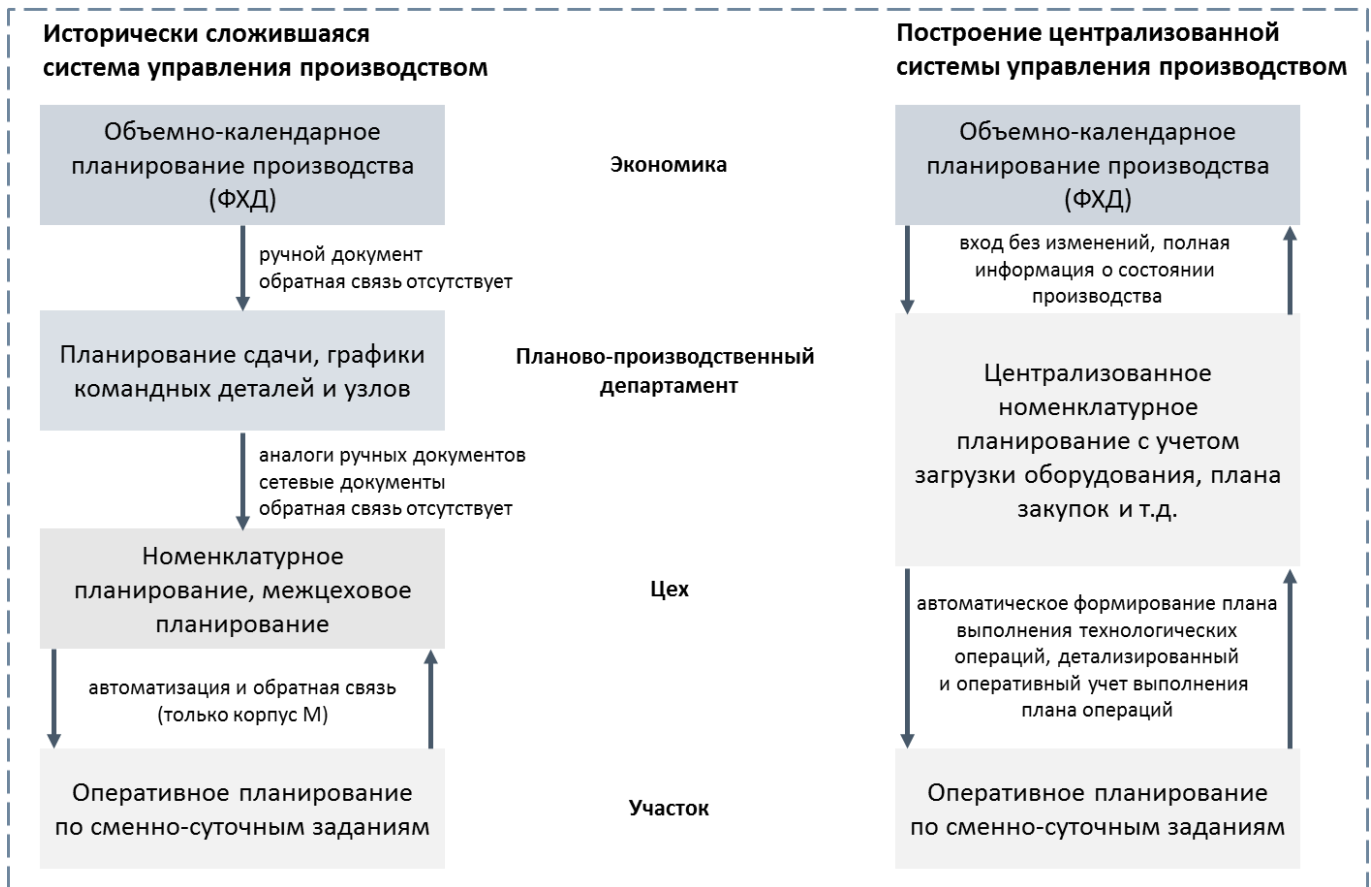 Исторически сложившаяся
система управления производством
Объемно-календарное
планирование производства
(ФХД)
ручной документ
обратная связь отсутствует
Планирование сдачи, графики
командных деталей и узлов
аналоги ручных документов
сетевые документы
обратная связь отсутствует
Номенклатурное
планирование, межцеховое
планирование
автоматизация и обратная связь
(только корпус М)
Оперативное планирование
по сменно-суточным заданиям
Экономика
Планово-производственный
департамент
Цех
Участок
Построение централизованной
системы управления производством
Объемно-календарное
планирование производства
(ФХД)
вход без изменений, полная
информация о состоянии
производства
Централизованное
номенклатурное
планирование с учетом
загрузки оборудования, плана
закупок и т.д.
автоматическое формирование плана
выполнения технологических
операций, детализированный
и оперативный учет выполнения
плана операций
Оперативное планирование
по сменно-суточным заданиям